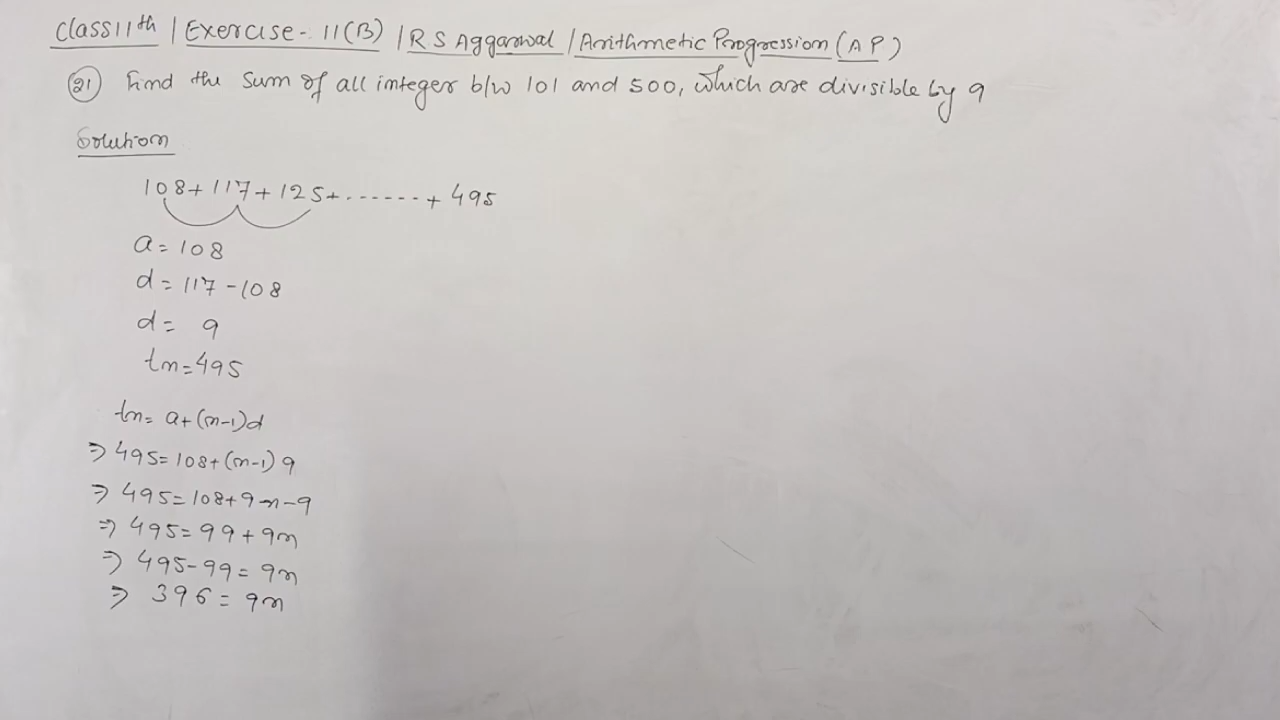 Class 11th / Exercise - 11(B) / R S Aggarwal / Arithmetic Progression (AP)
(21) Find the sum of all integer b/w 101 and 500, which are divisible by 9
Solution
108 + 117 + 125 + ....... + 495
a = 108
d = 117 - 108
d = 9
tn = 495
tn = a + (n-1)d
⇒ 495 = 108 + (n-1) 9
⇒ 495 = 108 + 9n - 9
⇒ 495 = 99 + 9n
⇒ 495 - 99 = 9n
⇒ 396 = 9n